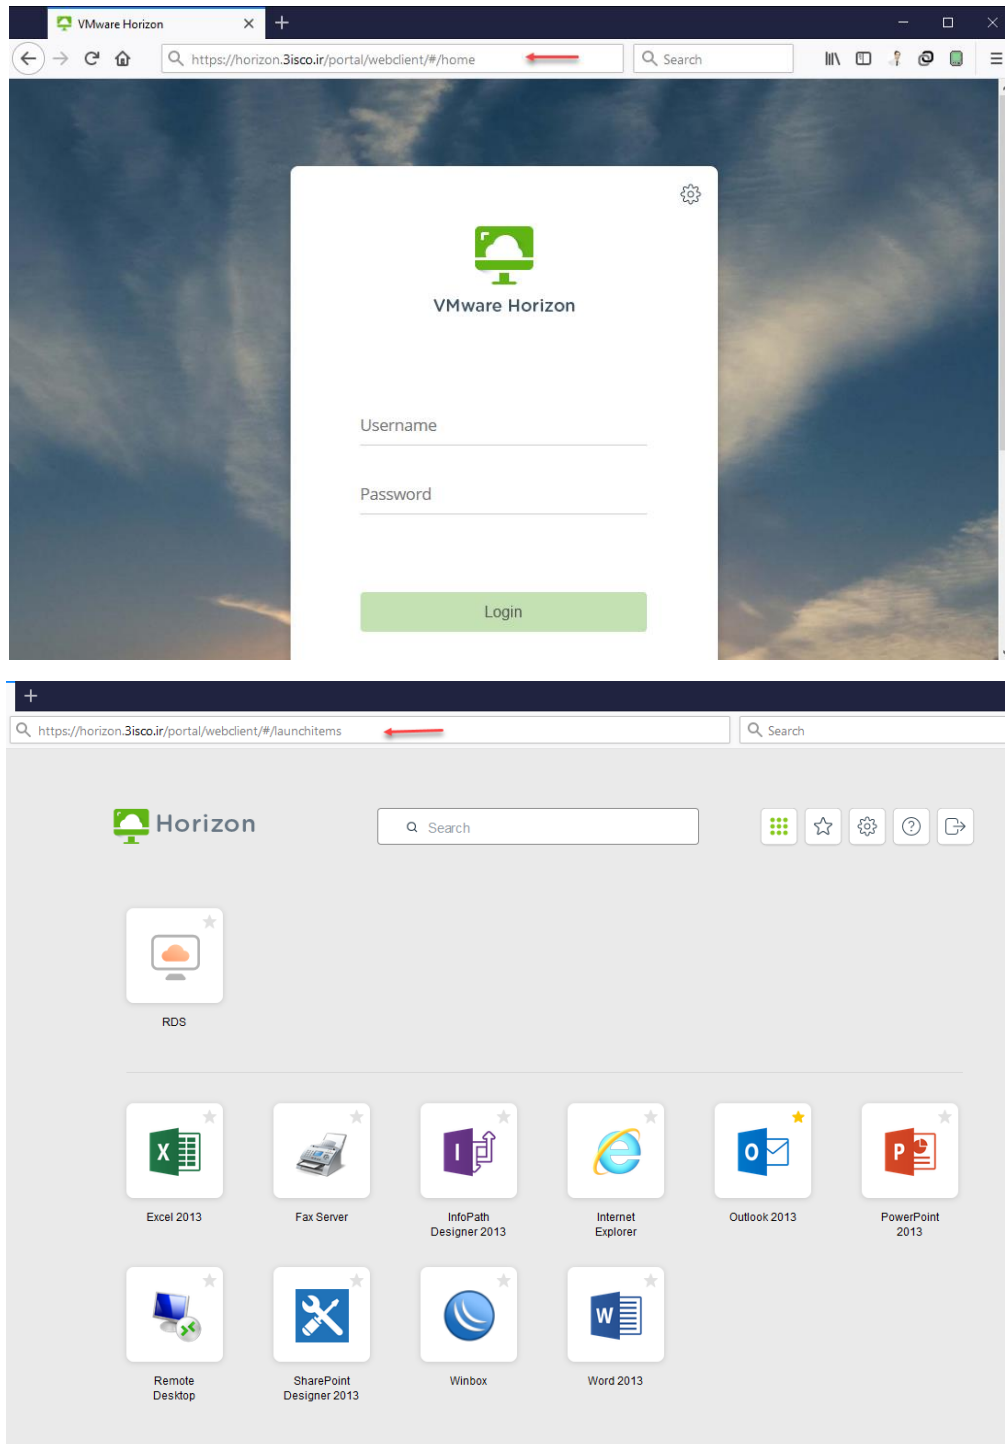 VMware Horizon
https://horizon.3isco.ir/portal/webclient/#/home
Search
VMware Horizon
Username
Password
Login
https://horizon.3isco.ir/portal/webclient/#/launchitems
Search
Horizon
Search
RDS
Excel 2013
Fax Server
InfoPath
Designer 2013
Internet
Explorer
Outlook 2013
PowerPoint
2013
Remote
Desktop
SharePoint
Designer 2013
Winbox
Word 2013